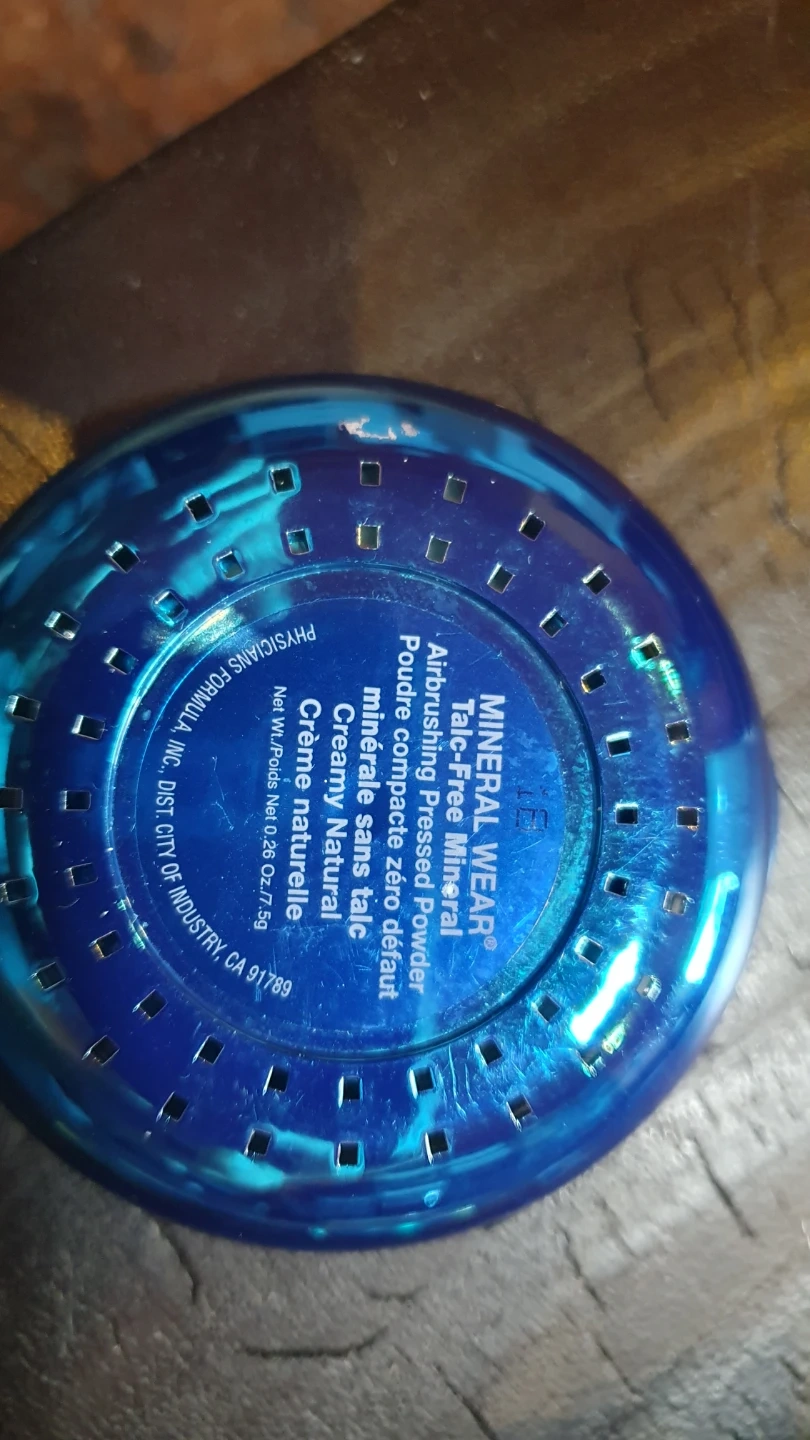 MINERAL WEAR®
Talc-Free Mineral
Airbrushing Pressed Powder
Poudre compacte zéro défaut
minérale sans talc
Creamy Natural
Crème naturelle
Net Wt./Poids Net 0.26 Oz./7.5g
PHYSICIANS FORMULA, INC., DIST. CITY OF INDUSTRY, CA 91789